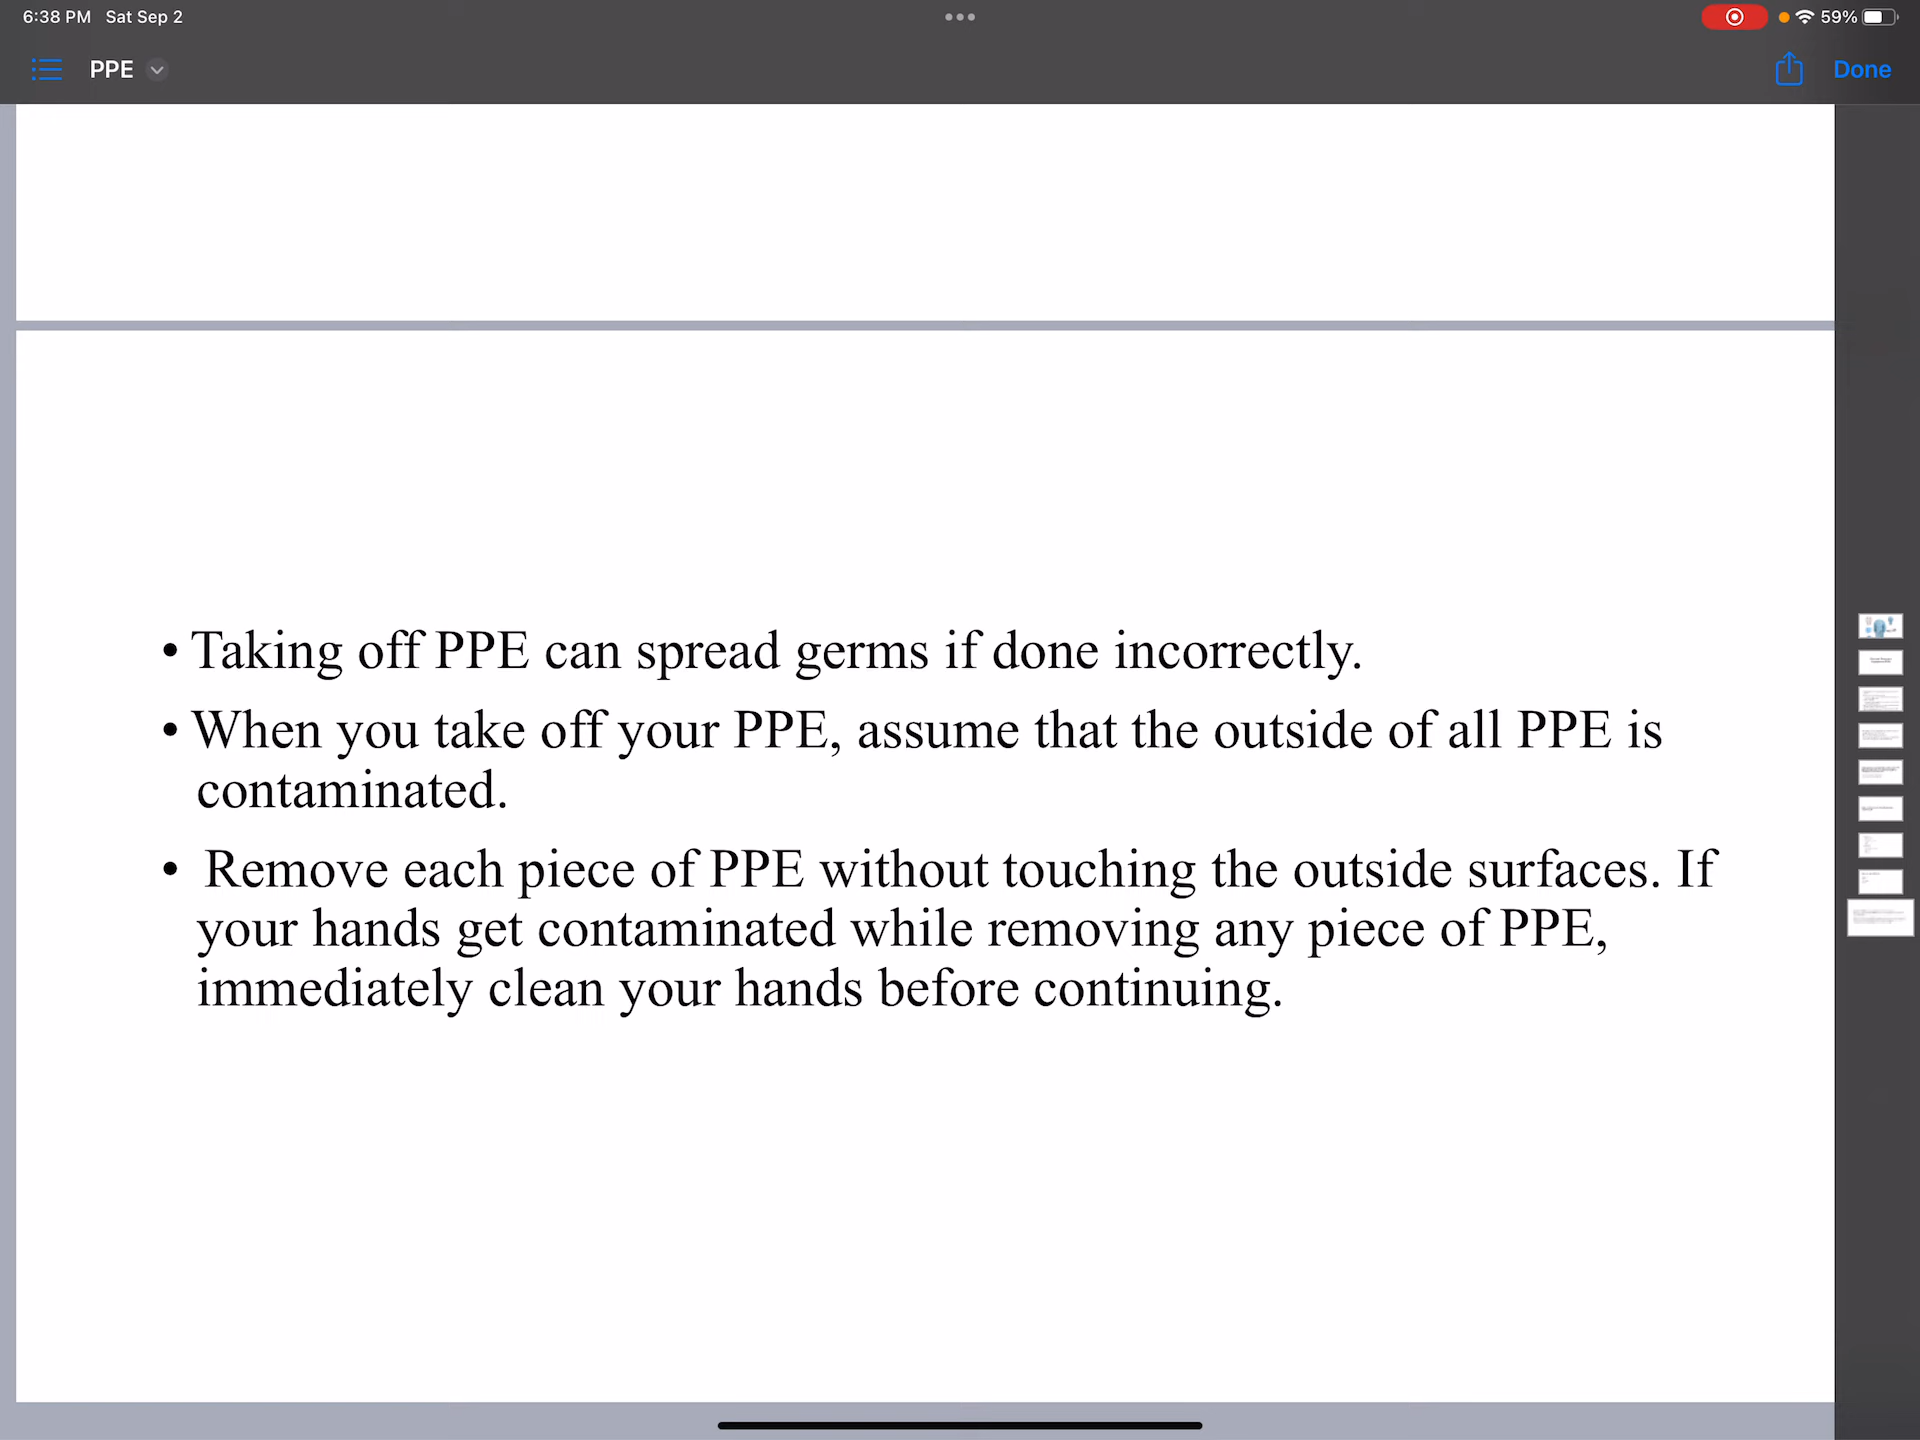 6:38 PM Sat Sep 2
59%
PPE
Done
• Taking off PPE can spread germs if done incorrectly.
• When you take off your PPE, assume that the outside of all PPE is
contaminated.
• Remove each piece of PPE without touching the outside surfaces. If
your hands get contaminated while removing any piece of PPE,
immediately clean your hands before continuing.